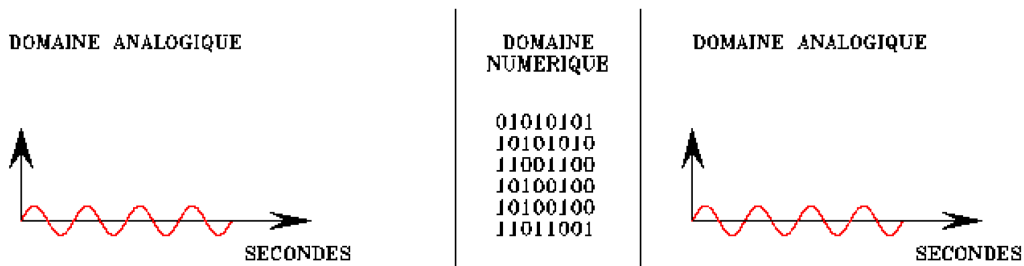 DOMAINE ANALOGIQUE
SECONDES
DOMAINE
NUMERIQUE
01010101
10101010
11001100
10100100
10100100
11011001
DOMAINE ANALOGIQUE
SECONDES